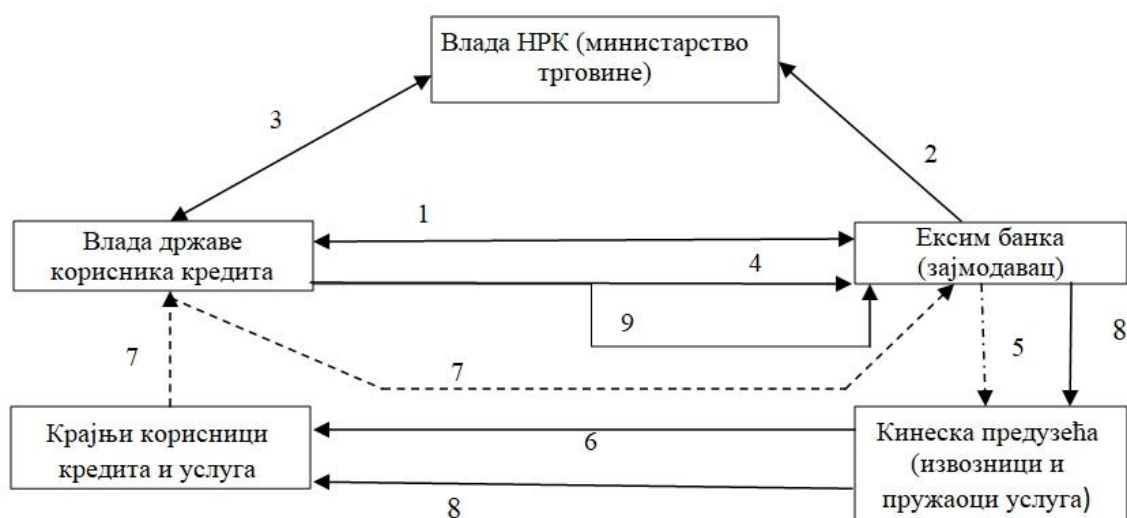 Влада НРК (министарство
трговине)
3
2
1
Влада државе
корисника кредита
Ексим банка
(зајмодавац)
4
9
5
8
7
7
Крајњи корисници
кредита и услуга
6
Кинеска предузећа
(извозници и
пружаоци услуга)
8